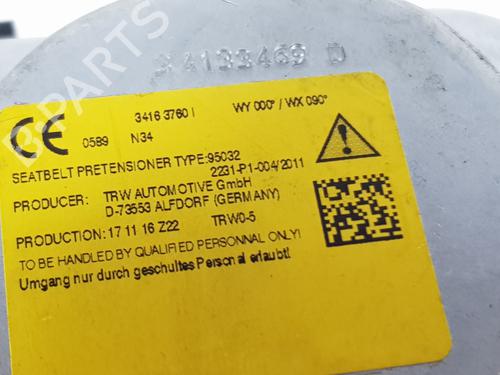 34133469 D
3416 3760 I WY 000° / WX 090°
CE 0589 N34
SEATBELT PRETENSIONER TYPE:95032
2231-P1-004/2011
PRODUCER: TRW AUTOMOTIVE GmbH
D-73553 ALFDORF (GERMANY)
PRODUCTION: 17 11 16 Z22 TRW0-5
TO BE HANDLED BY QUALIFIED PERSONNAL ONLY!
Umgang nur durch geschultes Personal erlaubt!
B-Parts